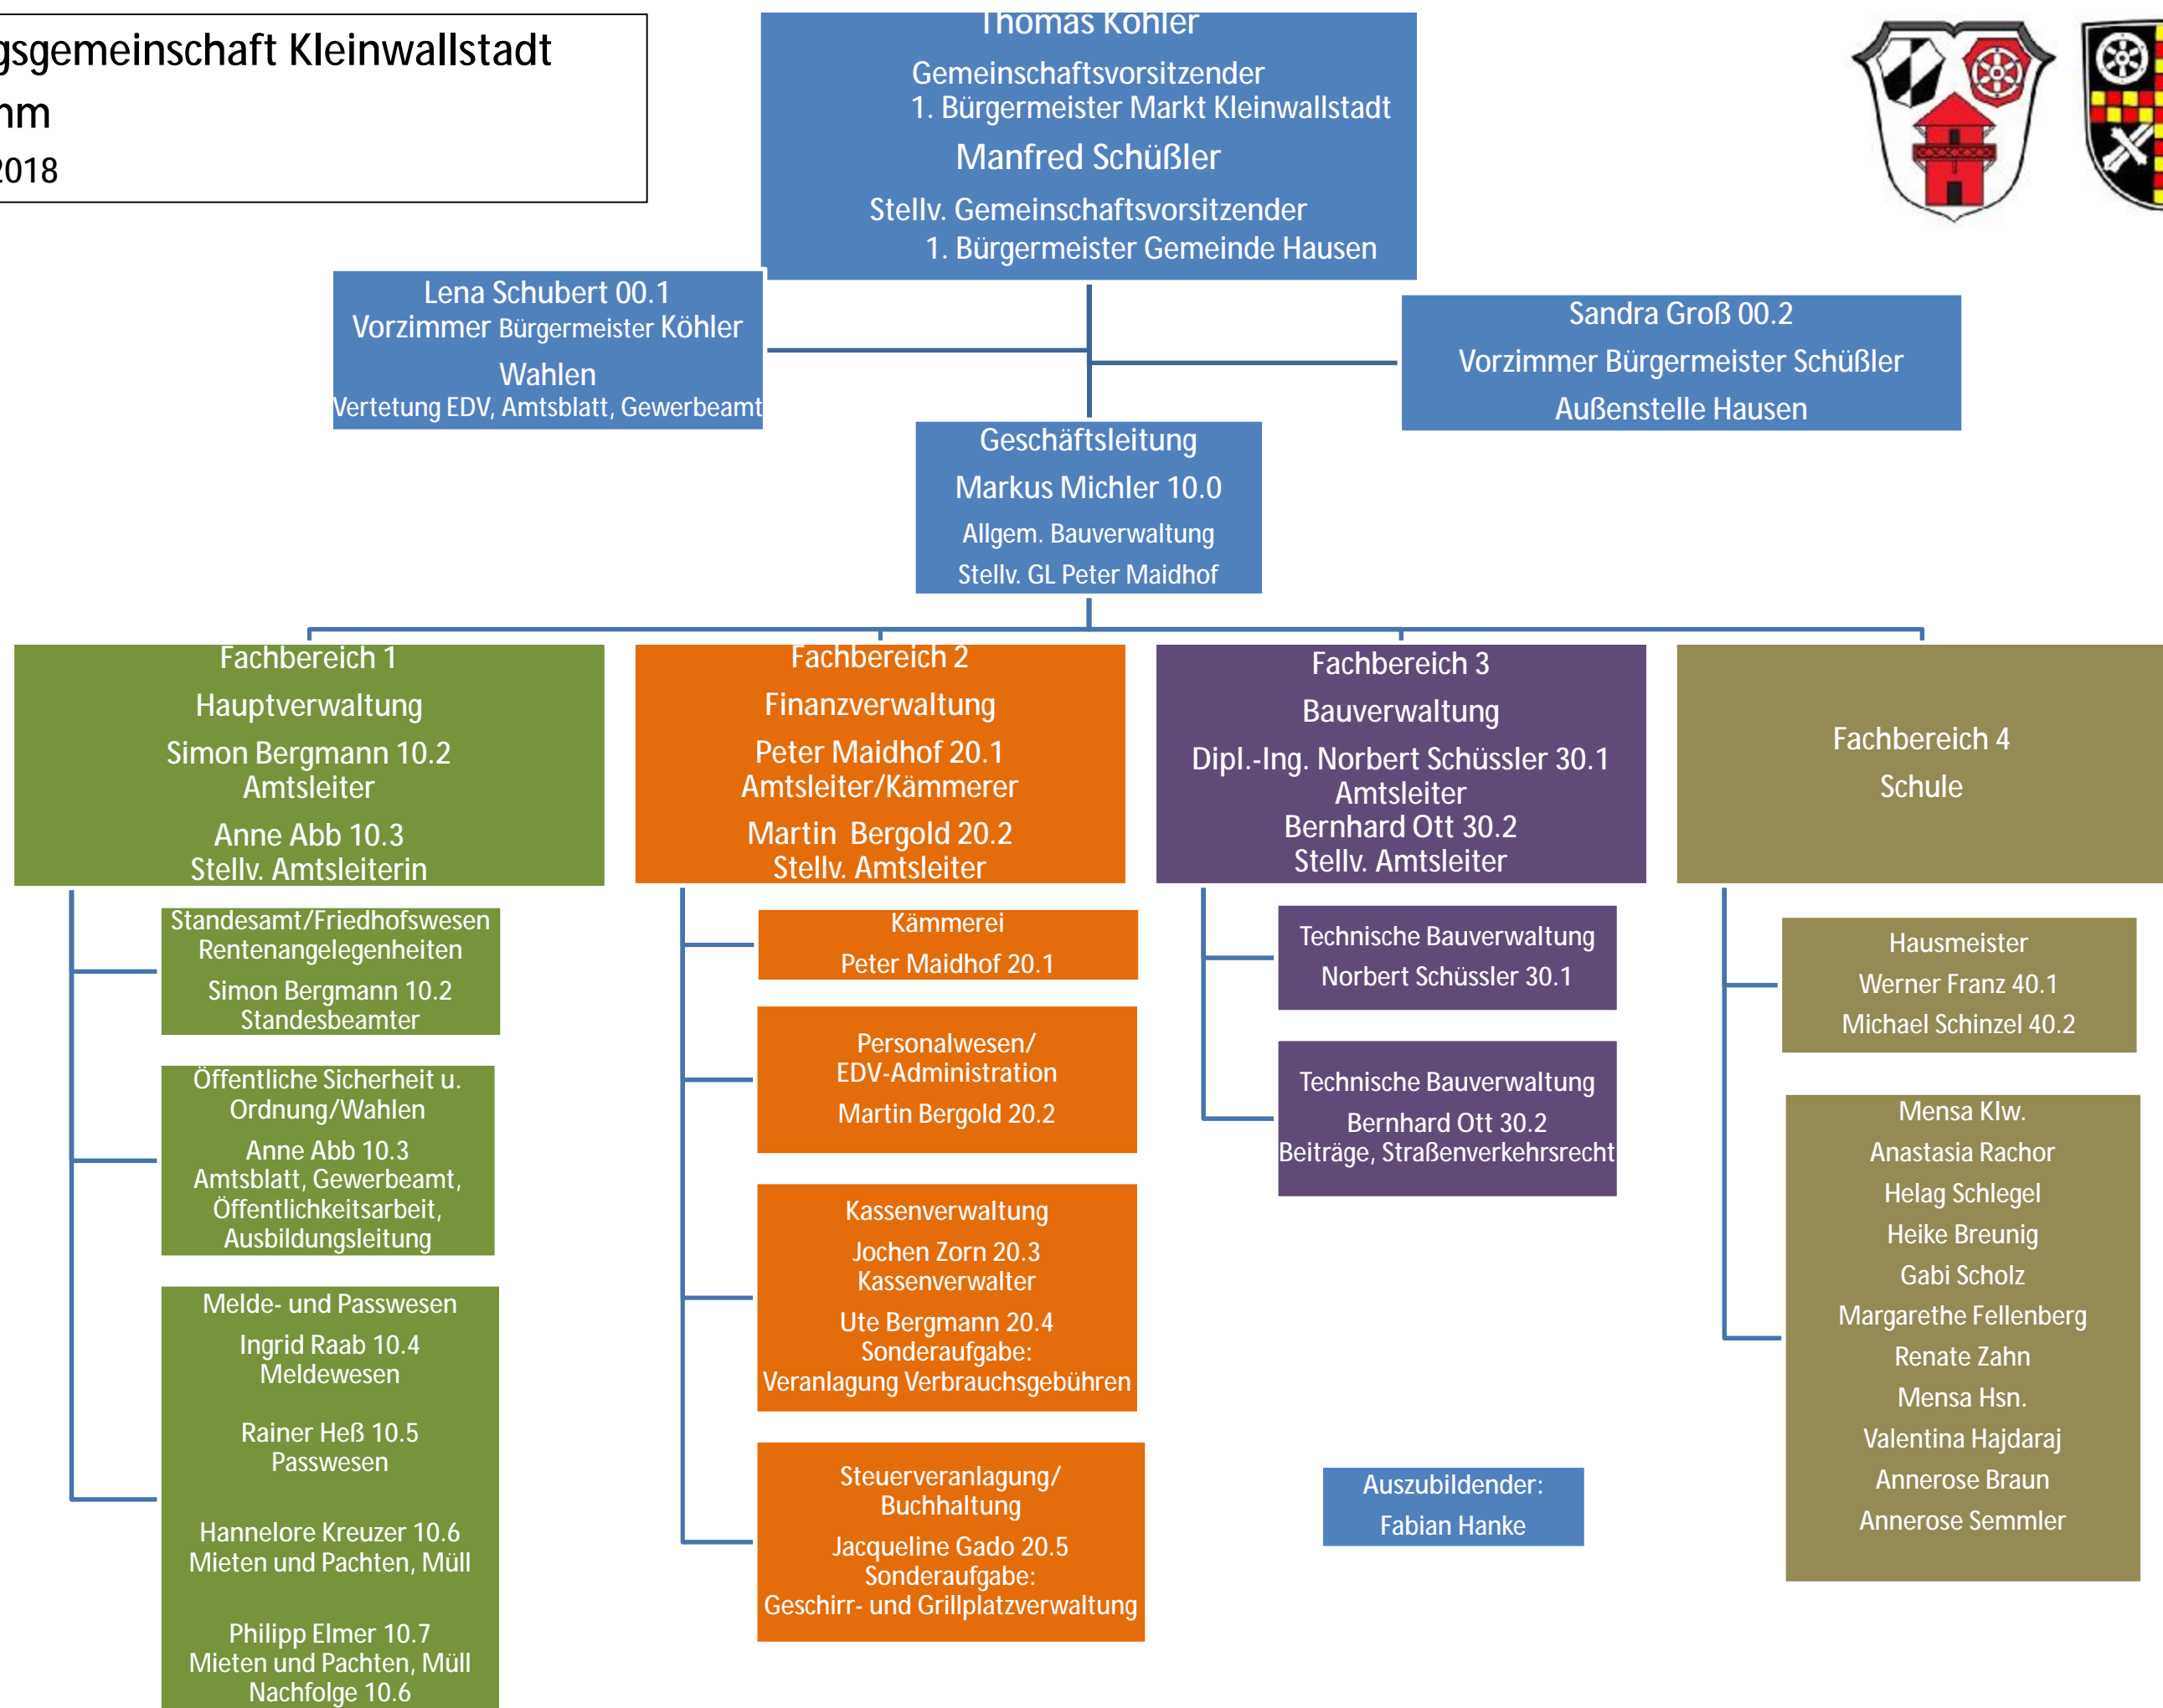 gsgemeinschaft Kleinwallstadt
2018
Thomas Köhler
Gemeinschaftsvorsitzender
1. Bürgermeister Markt Kleinwallstadt
Manfred Schüßler
Stellv. Gemeinschaftsvorsitzender
1. Bürgermeister Gemeinde Hausen
Lena Schubert 00.1
Vorzimmer Bürgermeister Köhler
Wahlen
Vertetung EDV, Amtsblatt, Gewerbeamt
Sandra Groß 00.2
Vorzimmer Bürgermeister Schüßler
Außenstelle Hausen
Geschäftsleitung
Markus Michler 10.0
Allgem. Bauverwaltung
Stellv. GL Peter Maidhof
Fachbereich 1
Hauptverwaltung
Simon Bergmann 10.2
Amtsleiter
Anne Abb 10.3
Stellv. Amtsleiterin
Standesamt/Friedhofswesen
Rentenangelegenheiten
Simon Bergmann 10.2
Standesbeamter
Öffentliche Sicherheit u.
Ordnung/Wahlen
Anne Abb 10.3
Amtsblatt, Gewerbeamt,
Öffentlichkeitsarbeit,
Ausbildungsleitung
Melde- und Passwesen
Ingrid Raab 10.4
Meldewesen
Rainer Heß 10.5
Passwesen
Hannelore Kreuzer 10.6
Mieten und Pachten, Müll
Philipp Elmer 10.7
Mieten und Pachten, Müll
Nachfolge 10.6
Fachbereich 2
Finanzverwaltung
Peter Maidhof 20.1
Amtsleiter/Kämmerer
Martin Bergold 20.2
Stellv. Amtsleiter
Kämmerei
Peter Maidhof 20.1
Personalwesen/
EDV-Administration
Martin Bergold 20.2
Kassenverwaltung
Jochen Zorn 20.3
Kassenverwalter
Ute Bergmann 20.4
Sonderaufgabe:
Veranlagung Verbrauchsgebühren
Steuerveranlagung/
Buchhaltung
Jacqueline Gado 20.5
Sonderaufgabe:
Geschirr- und Grillplatzverwaltung
Fachbereich 3
Bauverwaltung
Dipl.-Ing. Norbert Schüssler 30.1
Amtsleiter
Bernhard Ott 30.2
Stellv. Amtsleiter
Technische Bauverwaltung
Norbert Schüssler 30.1
Technische Bauverwaltung
Bernhard Ott 30.2
Beiträge, Straßenverkehrsrecht
Auszubildender:
Fabian Hanke
Fachbereich 4
Schule
Hausmeister
Werner Franz 40.1
Michael Schinzel 40.2
Mensa Klw.
Anastasia Rachor
Helag Schlegel
Heike Breunig
Gabi Scholz
Margarethe Fellenberg
Renate Zahn
Mensa Hsn.
Valentina Hajdaraj
Annerose Braun
Annerose Semmler